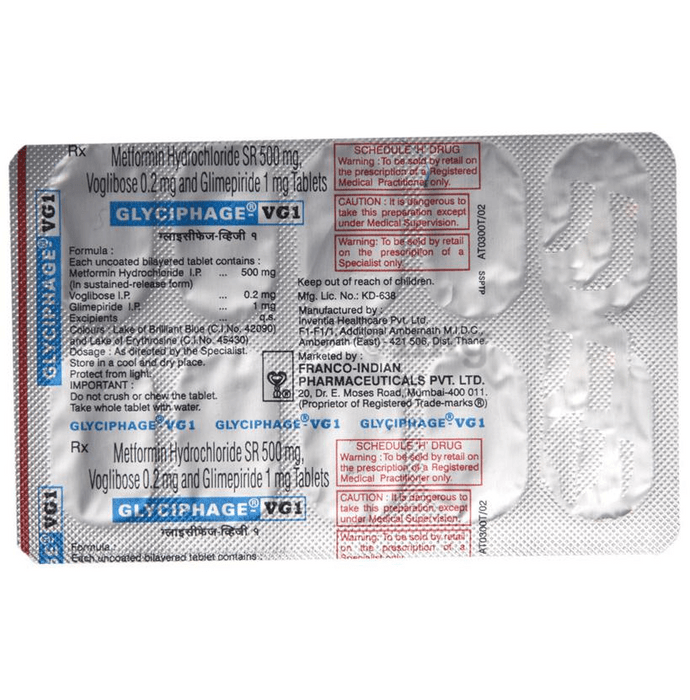 GLYCIPHAGE® VG1
Rx
Metformin Hydrochloride SR 500 mg,
Voglibose 0.2 mg and Glimepiride 1 mg Tablets
GLYCIPHAGE® VG1
ग्लाइसीफेज-व्हिजी १
Formula :
Each uncoated bilayered tablet contains :
Metformin Hydrochloride I.P. ... 500 mg
(In sustained-release form)
Voglibose I.P. ... 0.2 mg
Glimepiride I.P. ... 1 mg
Excipients ... q.s.
Colours : Lake of Brilliant Blue (C.I.No. 42090)
and Lake of Erythrosine (C.I.No. 45430)
Dosage : As directed by the Specialist.
Store in a cool and dry place.
Protect from light.
IMPORTANT :
Do not crush or chew the tablet.
Take whole tablet with water.
SCHEDULE 'H' DRUG
Warning : To be sold by retail on
the prescription of a Registered
Medical Practitioner only.
CAUTION : It is dangerous to
take this preparation except
under Medical Supervision.
Warning: To be sold by retail
on the prescription of a
Specialist only.
AT0300T/02
SSPTP
Keep out of reach of children.
Mfg. Lic. No.: KD-638
Manufactured by :
Inventia Healthcare Pvt. Ltd.
F1-F1/1, Additional Ambernath M.I.D.C.,
Ambernath (East) - 421 506, Dist. Thane.
Marketed by :
FRANCO-INDIAN
PHARMACEUTICALS PVT. LTD.
20, Dr. E. Moses Road, Mumbai-400 011.
(Proprietor of Registered Trade-marks ®)
GLYCIPHAGE® VG1 GLYCIPHAGE® VG1 GLYCIPHAGE® VG1
Rx
Metformin Hydrochloride SR 500 mg,
Voglibose 0.2 mg and Glimepiride 1 mg Tablets
GLYCIPHAGE® VG1
ग्लाइसीफेज-व्हिजी १
Formula :
Each uncoated bilayered tablet contains :
SCHEDULE 'H' DRUG
Warning : To be sold by retail on
the prescription of a Registered
Medical Practitioner only.
CAUTION : It is dangerous to
take this preparation except
under Medical Supervision.
Warning: To be sold by retail
on the prescription of a
Specialist only.
AT0300T/02
VG1